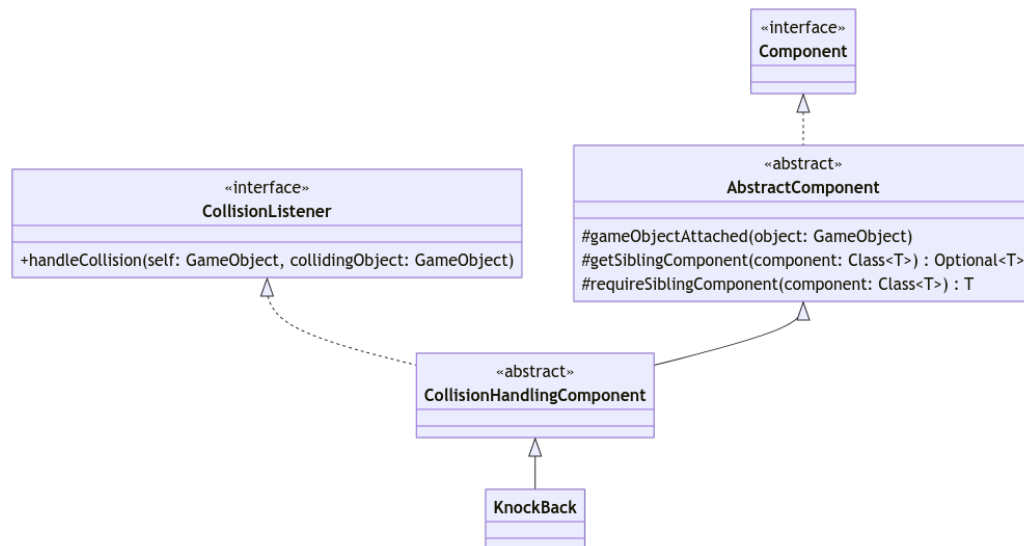 «interface»
Component
«interface»
CollisionListener
+handleCollision(self: GameObject, collidingObject: GameObject)
«abstract»
AbstractComponent
#gameObjectAttached(object: GameObject)
#getSiblingComponent(component: Class<T>) : Optional<T>
#requireSiblingComponent(component: Class<T>) : T
«abstract»
CollisionHandlingComponent
KnockBack